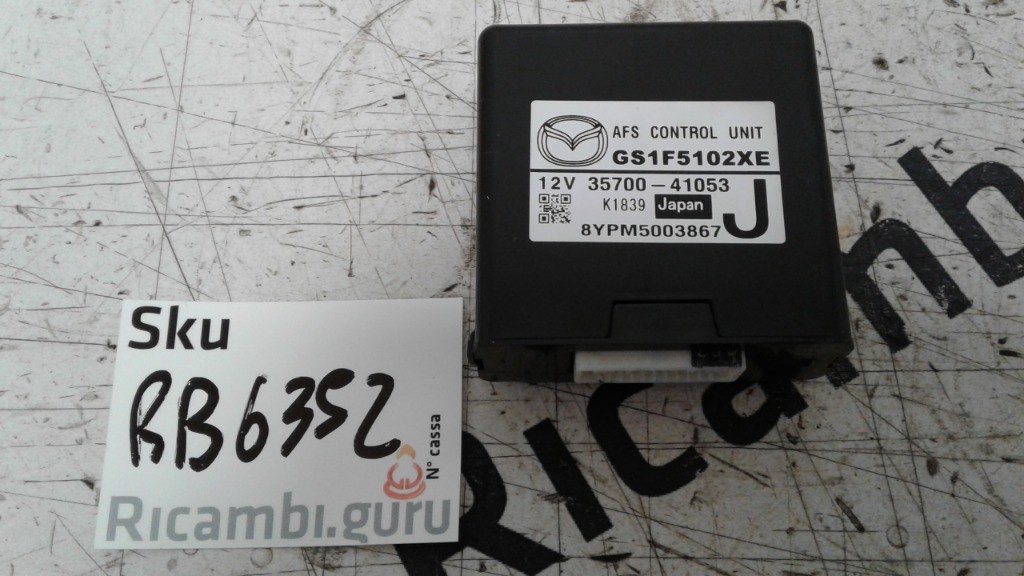 AFS CONTROL UNIT
GS1F5102XE
12V 35700-41053
K1839 Japan J
8YPM5003867
Sku
RB6352
N° cassa
Ricambi.guru
Ricamb